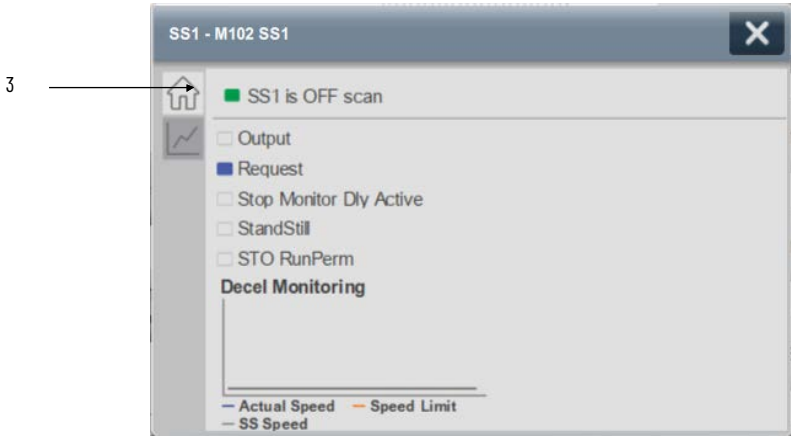 SS1 - M102 SS1
3
SS1 is OFF scan
Output
Request
Stop Monitor Dly Active
StandStill
STO RunPerm
Decel Monitoring
Actual Speed Speed Limit
SS Speed